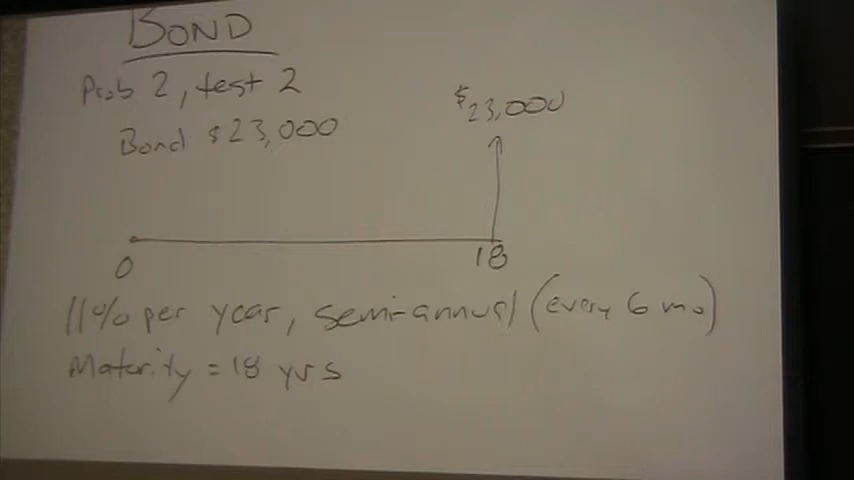 BOND
Prob 2, test 2
Bond $23,000
$23,000
0
18
11% per year, semi-annual (every 6 mo)
Maturity = 18 yrs